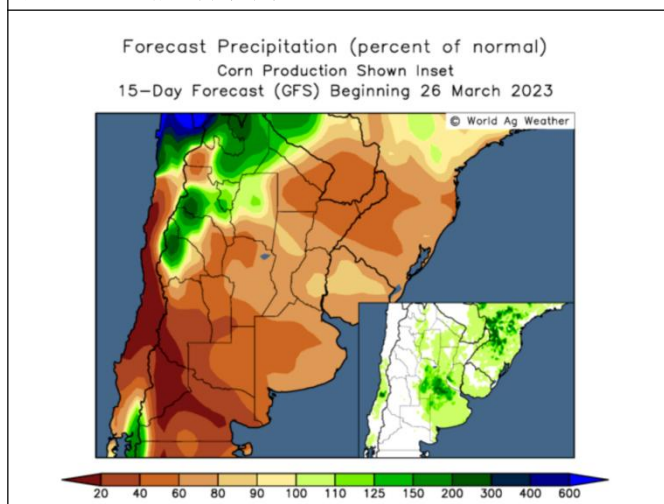 Forecast Precipitation (percent of normal)
Corn Production Shown Inset
15-Day Forecast (GFS) Beginning 26 March 2023
© World Ag Weather
20 40 60 80 90 100 110 125 150 200 300 400 600